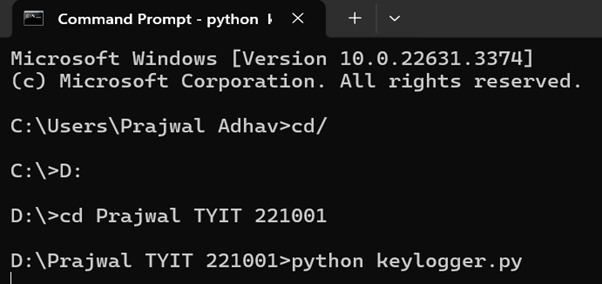 Command Prompt - python
Microsoft Windows [Version 10.0.22631.3374]
(c) Microsoft Corporation. All rights reserved.
C:\Users\Prajwal Adhav>cd/
C:\>D:
D:\>cd Prajwal TYIT 221001
D:\Prajwal TYIT 221001>python keylogger.py